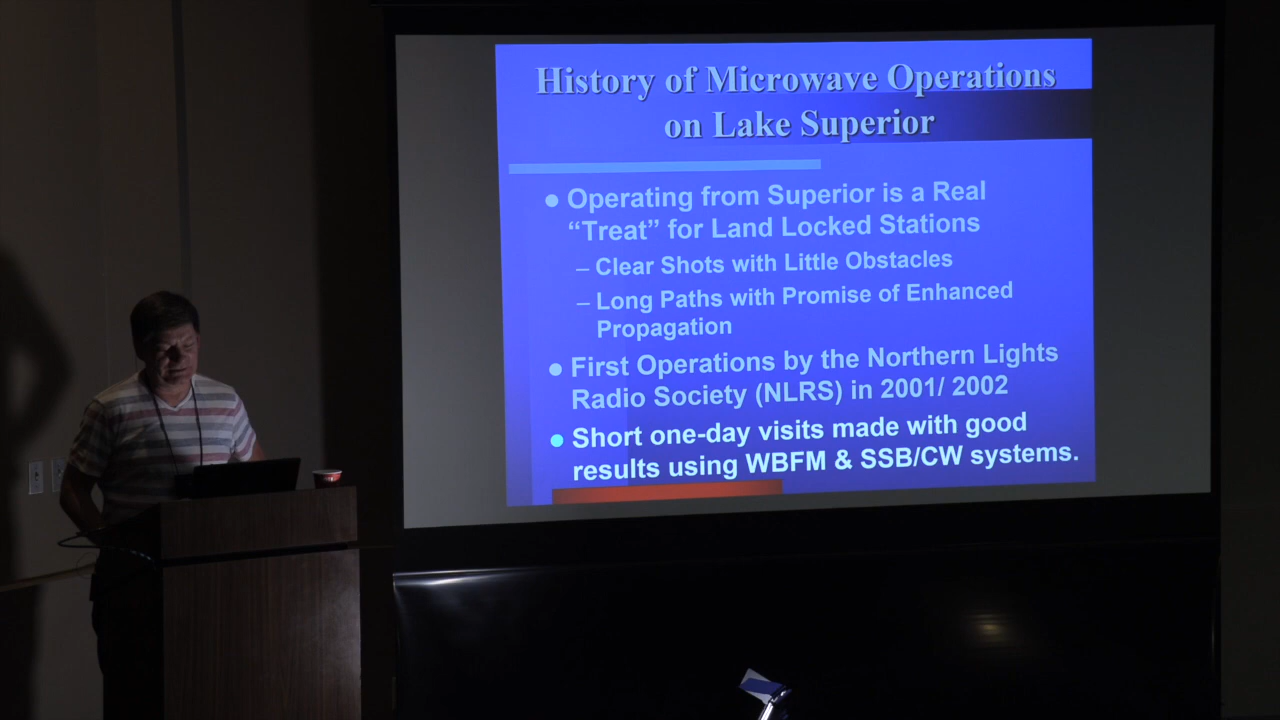 History of Microwave Operations
on Lake Superior
● Operating from Superior is a Real
“Treat” for Land Locked Stations
– Clear Shots with Little Obstacles
– Long Paths with Promise of Enhanced
Propagation
● First Operations by the Northern Lights
Radio Society (NLRS) in 2001/ 2002
● Short one-day visits made with good
results using WBFM & SSB/CW systems.